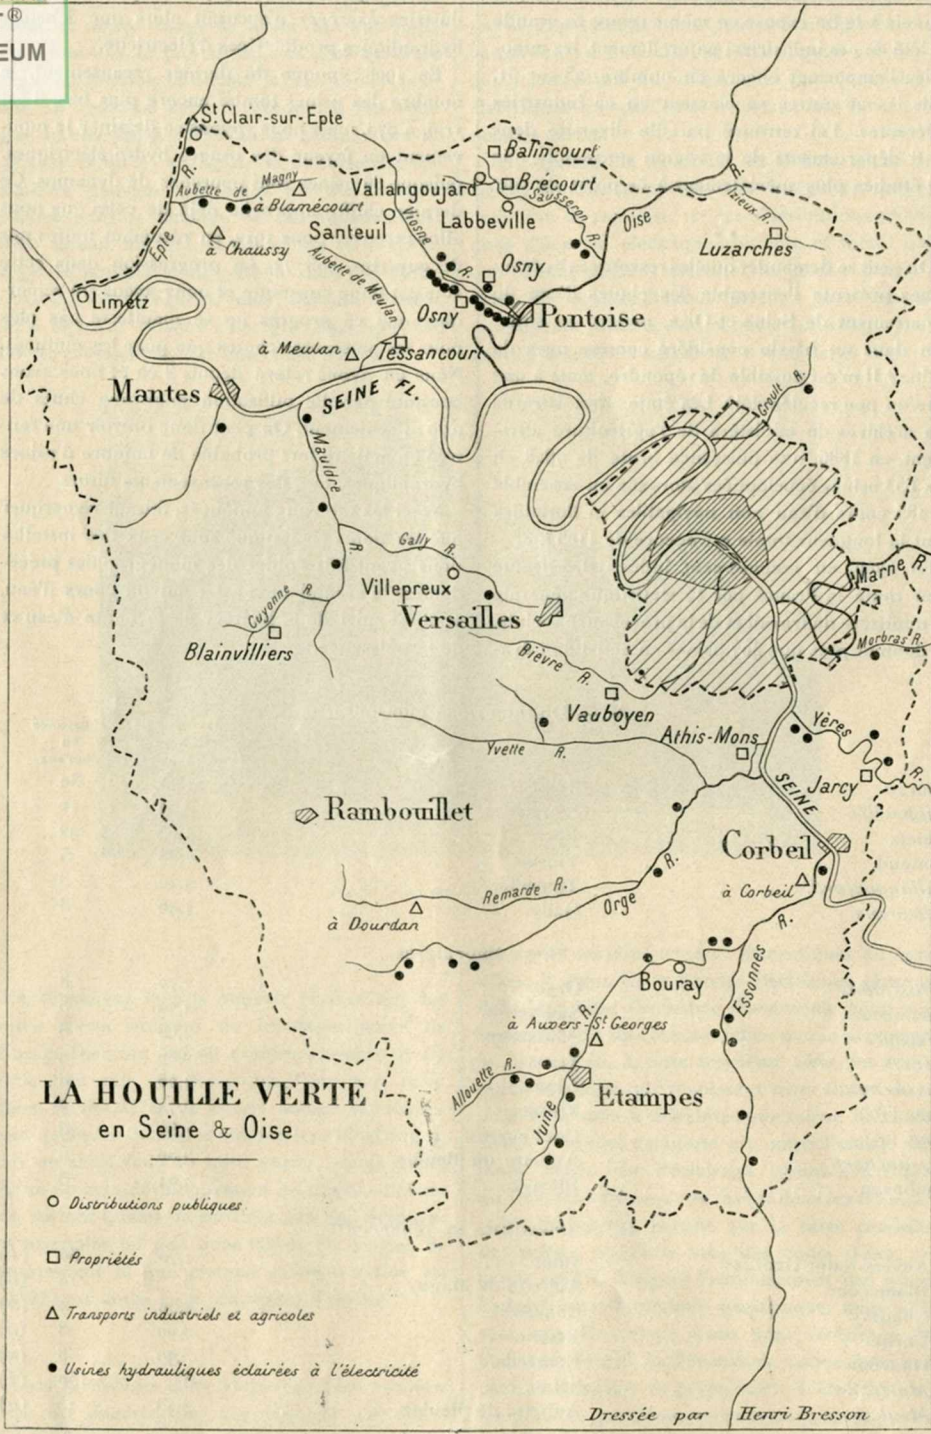 ®
EUM
St Clair-sur-Epte
Balincourt
Magny
Aubette de R.
Vallangoujard
Brécourt
Sausseron R.
à Blamécourt
Labbeville
Oise R.
Ysieux R.
Santeuil
Viosne R.
Epte R.
à Chaussy
Luzarches
Aubette de Meulan
Osny
Limetz
Osny
Pontoise
à Meulan
Tessancourt
Mantes
SEINE FL.
Croult R.
Mauldre R.
Gally R.
Marne R.
Villepreux
Guyonne R
Versailles
Morbras R.
Blainvilliers
Bièvre R.
Vauboyen
Yères R.
Athis-Mons
Yvette R.
Jarcy
SEINE
Rambouillet
Corbeil
à Corbeil
Remarde R.
Orge R.
à Dourdan
Essonnes R.
Bouray
à Auvers-St Georges
Allouette R.
Juine R.
Etampes
LA HOUILLE VERTE
en Seine & Oise
Distributions publiques
Propriétés
Transports industriels et agricoles
Usines hydrauliques éclairées à l'électricité
Dressée par Henri Bresson